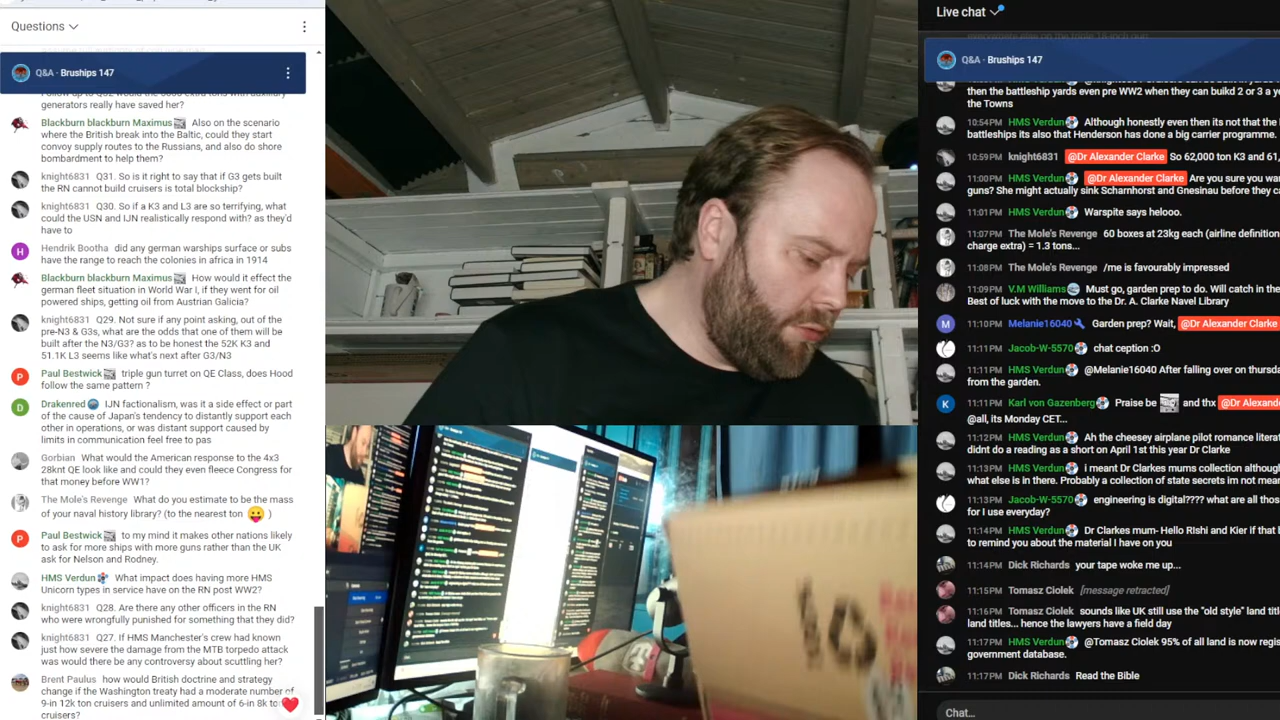 Questions
Q&A · Bruships 147
generators really have saved her?
Blackburn blackburn Maximus Also on the scenario
where the British break into the Baltic, could they start
convoy supply routes to the Russians, and also do shore
bombardment to help them?
knight6831 Q31. So is it right to say that if G3 gets built
the RN cannot build cruisers is total blockship?
knight6831 Q30. So if a K3 and L3 are so terrifying, what
could the USN and IJN realistically respond with? as they'd
have to
Hendrik Bootha did any german warships surface or subs
have the range to reach the colonies in africa in 1914
Blackburn blackburn Maximus How would it effect the
german fleet situation in World War I, if they went for oil
powered ships, getting oil from Austrian Galicia?
knight6831 Q29. Not sure if any point asking, out of the
pre-N3 & G3s, what are the odds that one of them will be
built after the N3/G3? as to be honest the 52K K3 and
51.1K L3 seems like what's next after G3/N3
Paul Bestwick triple gun turret on QE Class, does Hood
follow the same pattern ?
Drakenred IJN factionalism, was it a side effect or part
of the cause of Japan's tendency to distantly support each
other in operations, or was distant support caused by
limits in communication feel free to pas
Gorbian What would the American response to the 4x3
28knt QE look like and could they even fleece Congress for
that money before WW1?
The Mole's Revenge What do you estimate to be the mass
of your naval history library? (to the nearest ton 😛 )
Paul Bestwick to my mind it makes other nations likely
to ask for more ships with more guns rather than the UK
ask for Nelson and Rodney.
HMS Verdun What impact does having more HMS
Unicorn types in service have on the RN post WW2?
knight6831 Q28. Are there any other officers in the RN
who were wrongfully punished for something that they did?
knight6831 Q27. If HMS Manchester's crew had known
just how severe the damage from the MTB torpedo attack
was would there be any controversy about scuttling her?
Brent Paulus how would British doctrine and strategy
change if the Washington treaty had a moderate number of
9-in 12k ton cruisers and unlimited amount of 6-in 8k to
cruisers?
Live chat
Q&A · Bruships 147
then the battleship yards even pre WW2 when they can buikd 2 or 3 a
the Towns
10:54PM HMS Verdun Although honestly even then its not that the
battleships its also that Henderson has done a big carrier programme.
10:59PM knight6831 @Dr Alexander Clarke So 62,000 ton K3 and 61,
11:00PM HMS Verdun @Dr Alexander Clarke Are you sure you wa
guns? She might actually sink Scharnhorst and Gnesinau before they c
11:01PM HMS Verdun Warspite says helooo.
11:07PM The Mole's Revenge 60 boxes at 23kg each (airline definition
charge extra) = 1.3 tons...
11:08PM The Mole's Revenge /me is favourably impressed
11:09PM V.M Williams Must go, garden prep to do. Will catch in the
Best of luck with the move to the Dr. A. Clarke Navel Library
11:10PM Melanie16040 Garden prep? Wait, @Dr Alexander Clarke
11:11PM Jacob-W-5570 chat ception :O
11:11PM HMS Verdun @Melanie16040 After falling over on thursda
from the garden.
11:11PM Karl von Gazenberg Praise be and thx @Dr Alexander Clarke
@all, its Monday CET...
11:12PM HMS Verdun Ah the cheesey airplane pilot romance litera
didnt do a reading as a short on April 1st this year Dr Clarke
11:13PM HMS Verdun i meant Dr Clarkes mums collection althoug
what else is in there. Probably a collection of state secrets im not mea
11:13PM Jacob-W-5570 engineering is digital???? what are all thos
for I use everyday?
11:14PM HMS Verdun Dr Clarke mum- Hello RIshi and Kier if that
to remind you about the material I have on you
11:14PM Dick Richards your tape woke me up...
11:15PM Tomasz Ciolek [message retracted]
11:16PM Tomasz Ciolek sounds like UK still use the "old style" land titl
land titles... hence the lawyers have a field day
11:17PM HMS Verdun @Tomasz Ciolek 95% of all land is now regis
government database.
11:17PM Dick Richards Read the Bible
Chat...